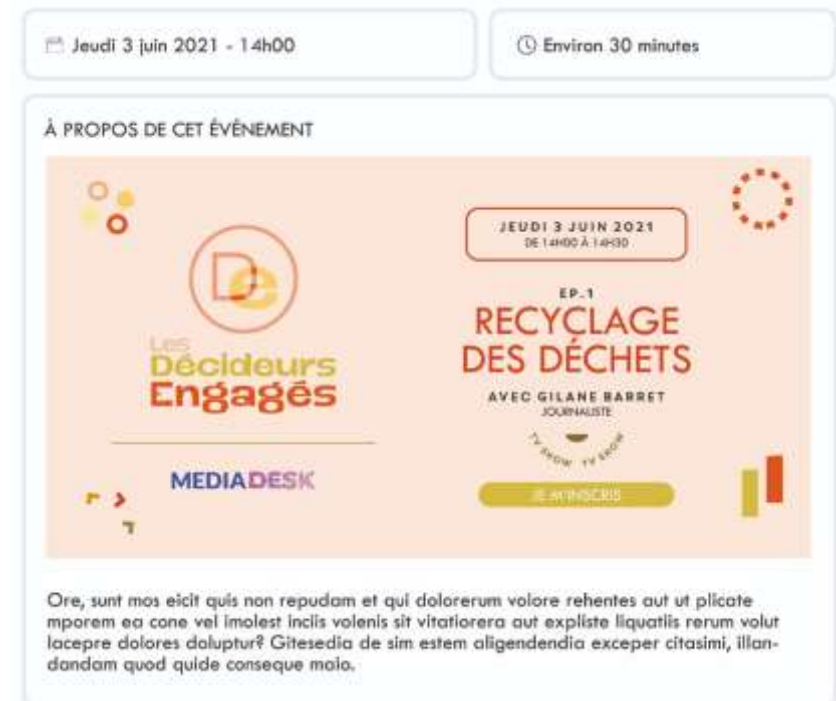 Jeudi 3 juin 2021 - 14h00
Environ 30 minutes
À PROPOS DE CET ÉVÉNEMENT
De
Les
Décideurs
Engagés
MEDIADESK
JEUDI 3 JUIN 2021
DE 14H00 À 14H30
EP.1
RECYCLAGE
DES DÉCHETS
AVEC GILANE BARRET
JOURNALISTE
TV SHOW TV SHOW
JE M'INSCRIS
Ore, sunt mos eicit quis non repudam et qui dolorerum volore rehentes aut ut plicate
mporem ea cone vel imolest inciis volenis sit vitatiorera aut expliste liquatiis rerum volut
lacepre dolores doluptur? Gitesedia de sim estem aligendendia exceper citasimi, illan-
dandam quod quide conseque maio.